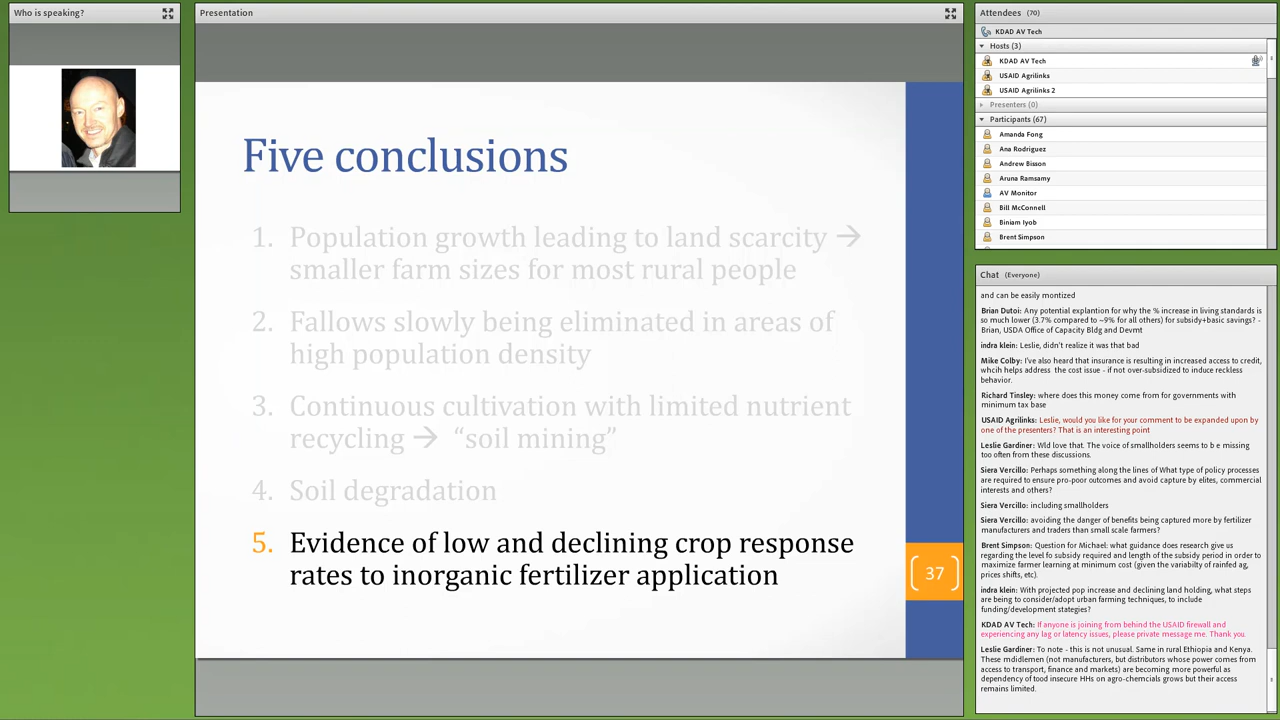 Who is speaking?
Presentation
Five conclusions
1. Population growth leading to land scarcity →
smaller farm sizes for most rural people
2. Fallows slowly being eliminated in areas of
high population density
3. Continuous cultivation with limited nutrient
recycling → “soil mining”
4. Soil degradation
5. Evidence of low and declining crop response
rates to inorganic fertilizer application
37
Attendees (70)
KDAD AV Tech
Hosts (3)
KDAD AV Tech
USAID Agrilinks
USAID Agrilinks 2
Presenters (0)
Participants (67)
Amanda Fong
Ana Rodriguez
Andrew Bisson
Aruna Ramsamy
AV Monitor
Bill McConnell
Biniam Iyob
Brent Simpson
Chat (Everyone)
and can be easily montized
Brian Dutoi: Any potential explantion for why the % increase in living standards is
so much lower (3.7% compared to ~9% for all others) for subsidy+basic savings? -
Brian, USDA Office of Capacity Bldg and Devmt
indra klein: Leslie, didn't realize it was that bad
Mike Colby: I've also heard that insurance is resulting in increased access to credit,
whcih helps address the cost issue - if not over-subsidized to induce reckless
behavior.
Richard Tinsley: where does this money come from for governments with
minimum tax base
USAID Agrilinks: Leslie, would you like for your comment to be expanded upon by
one of the presenters? That is an interesting point
Leslie Gardiner: Wld love that. The voice of smallholders seems to b e missing
too often from these discussions.
Siera Vercillo: Perhaps something along the lines of What type of policy processes
are required to ensure pro-poor outcomes and avoid capture by elites, commercial
interests and others?
Siera Vercillo: including smallholders
Siera Vercillo: avoiding the danger of benefits being captured more by fertilizer
manufacturers and traders than small scale farmers?
Brent Simpson: Question for Michael: what guidance does research give us
regarding the level fo subsidy required and length of the subsidy period in order to
maximize farmer learning at minimum cost (given the variabilty of rainfed ag,
prices shifts, etc).
indra klein: With projected pop increase and declining land holding, what steps
are being to consider/adopt urban farming techniques, to include
funding/development stategies?
KDAD AV Tech: If anyone is joining from behind the USAID firewall and
experiencing any lag or latency issues, please private message me. Thank you.
Leslie Gardiner: To note - this is not unusual. Same in rural Ethiopia and Kenya.
These mdidlemen (not manufacturers, but distributors whose power comes from
access to transport, finance and markets) are becoming more powerful as
dependency of food insecure HHs on agro-chemcials grows but their access
remains limited.